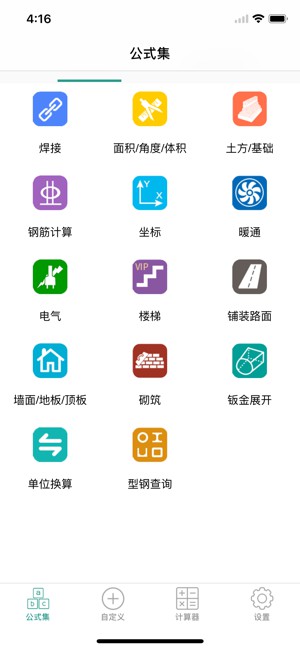 4:16
公式集
焊接
面积/角度/体积
土方/基础
钢筋计算
坐标
Y
X
暖通
电气
VIP
楼梯
铺装路面
墙面/地板/顶板
砌筑
钣金展开
单位换算
型钢查询
a
b c
公式集
自定义
计算器
设置